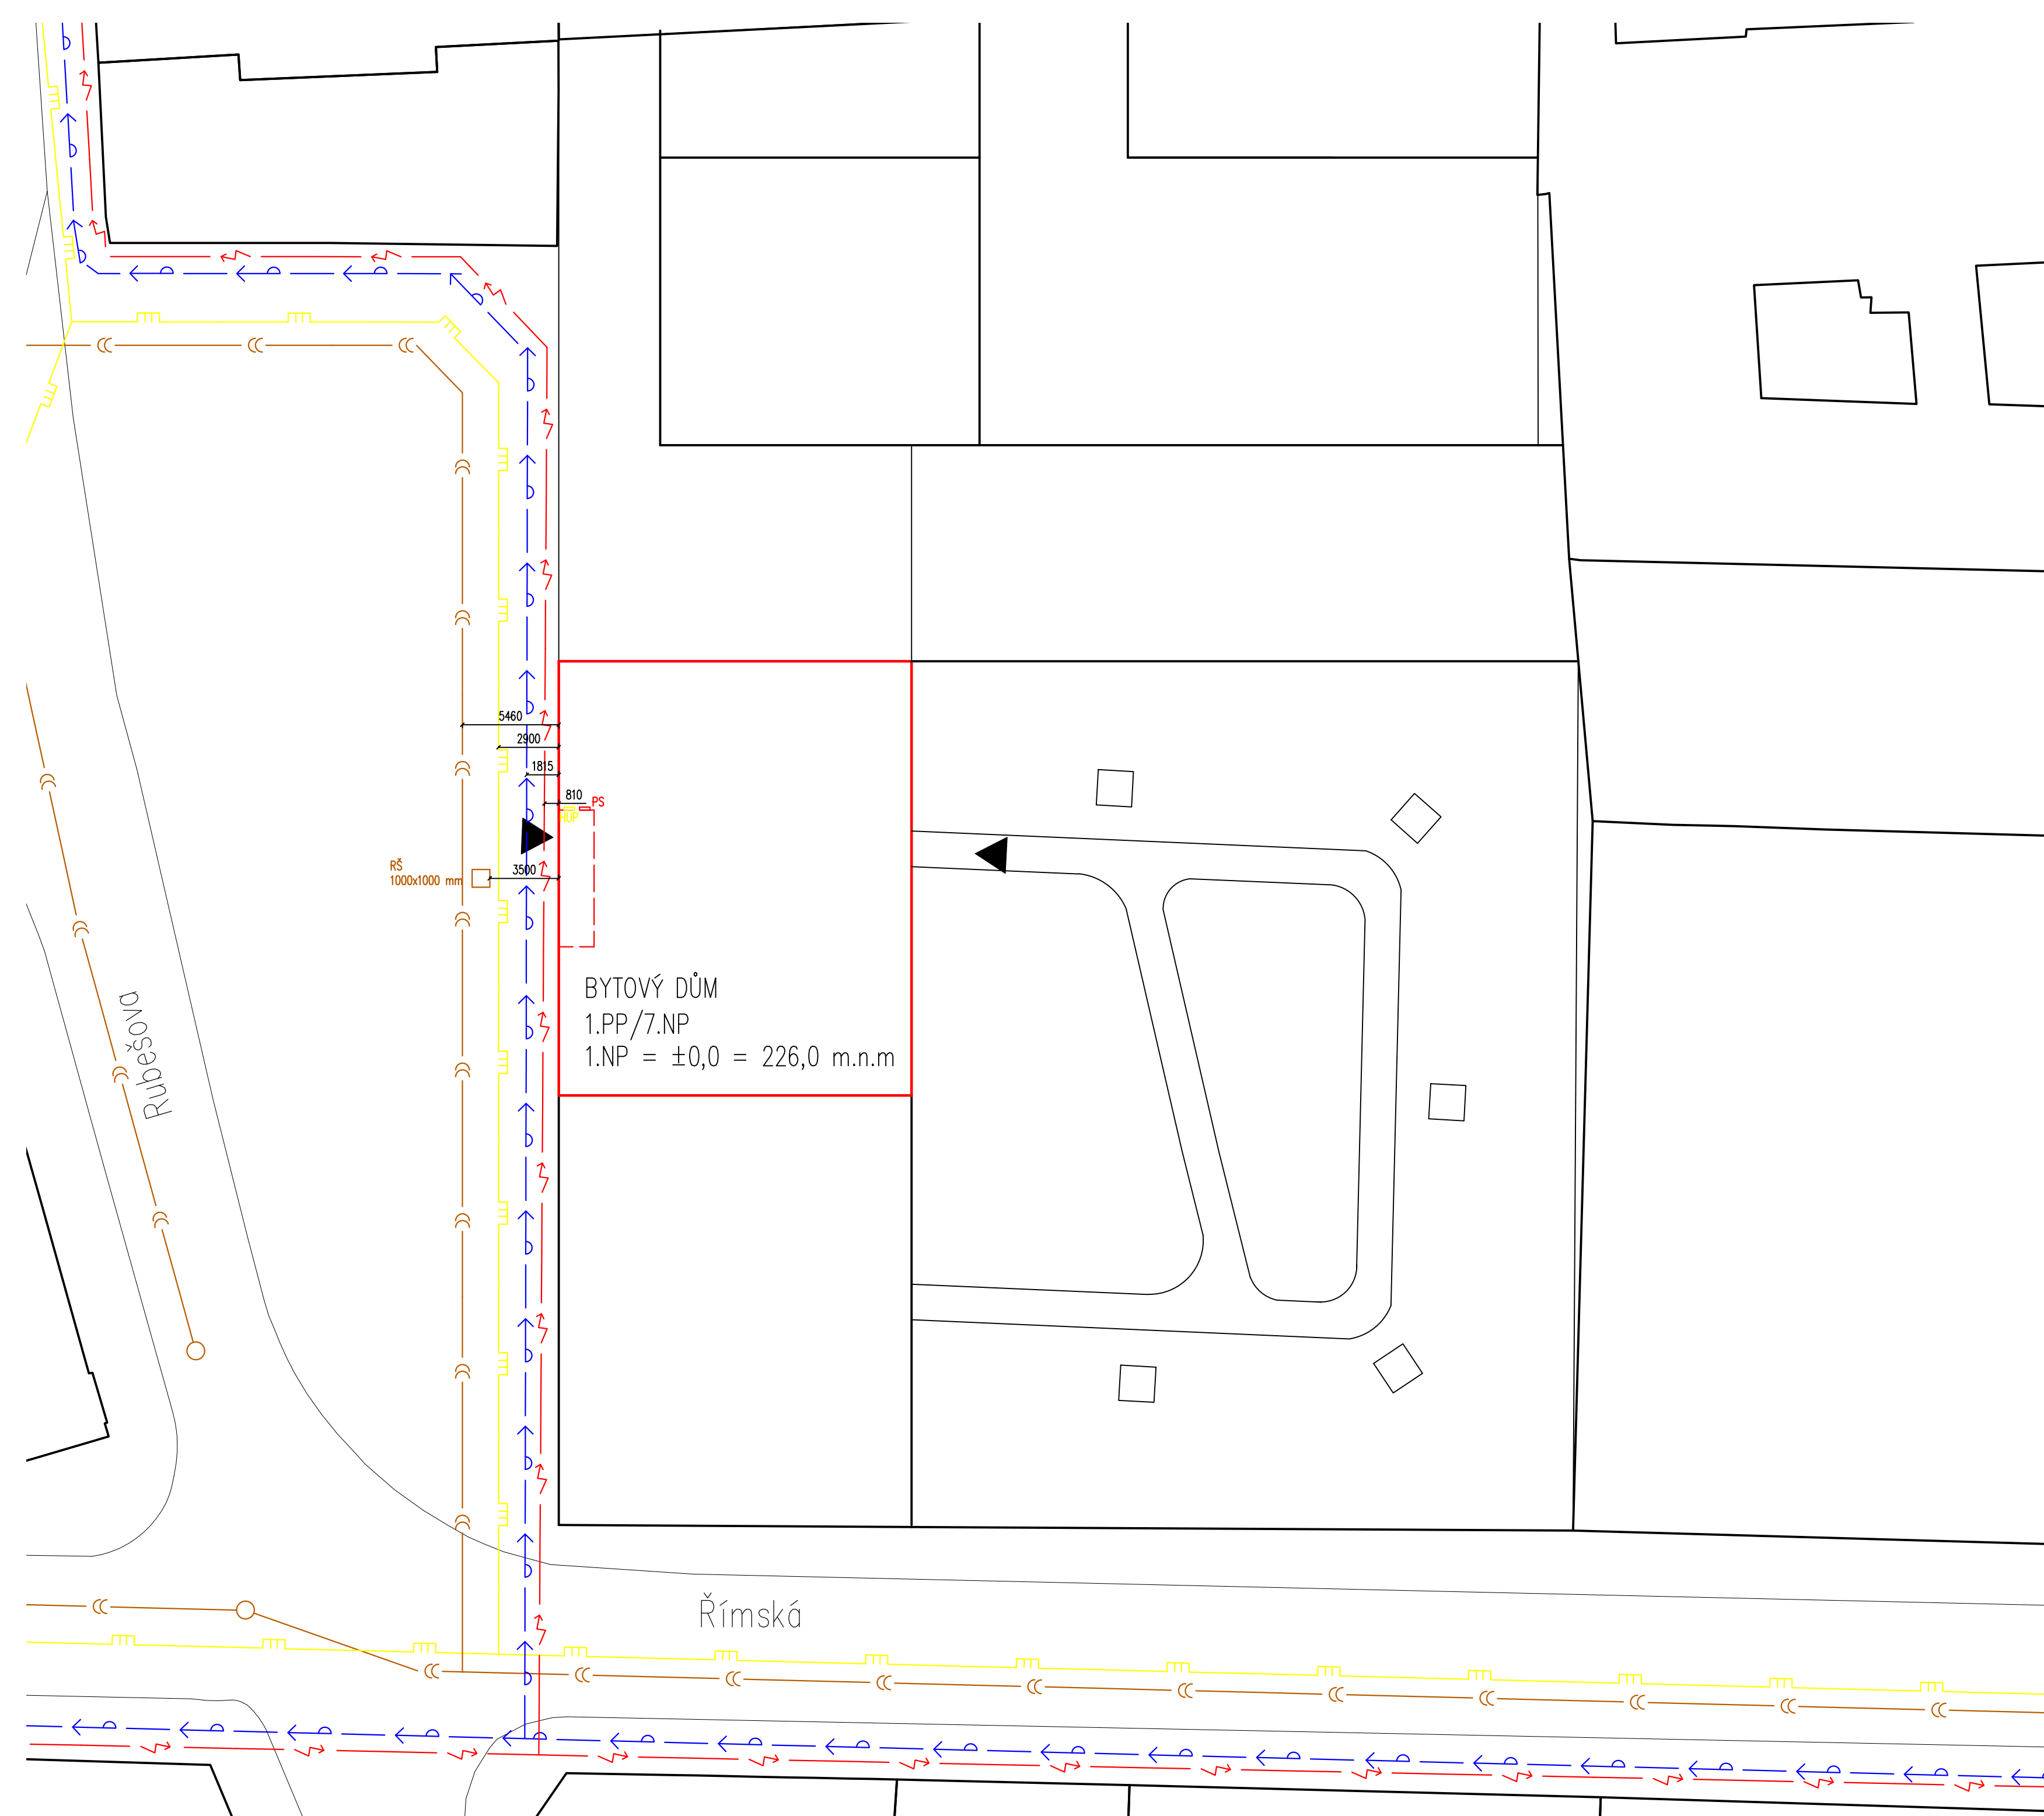 5460
2900
1815
810
PS
HUP
RŠ
1000x1000 mm
3500
BYTOVÝ DŮM
1.PP/7.NP
1.NP = ±0,0 = 226,0 m.n.m
Rubešova
Římská